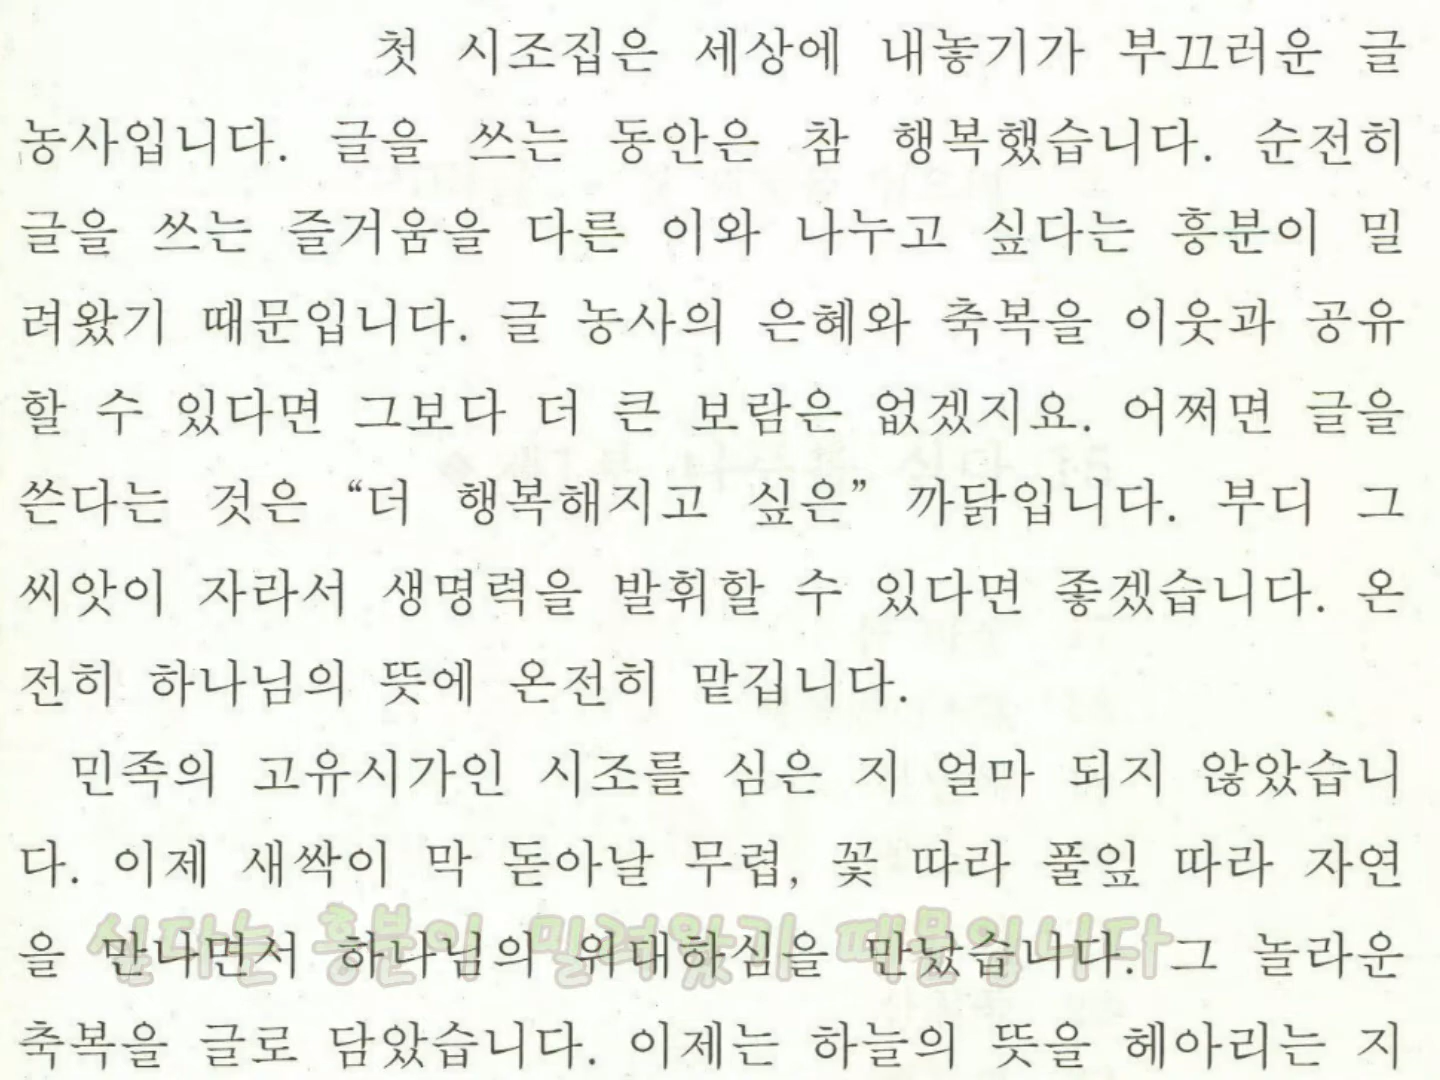 첫 시조집은 세상에 내놓기가 부끄러운 글
농사입니다. 글을 쓰는 동안은 참 행복했습니다. 순전히
글을 쓰는 즐거움을 다른 이와 나누고 싶다는 흥분이 밀
려왔기 때문입니다. 글 농사의 은혜와 축복을 이웃과 공유
할 수 있다면 그보다 더 큰 보람은 없겠지요. 어쩌면 글을
쓴다는 것은 “더 행복해지고 싶은” 까닭입니다. 부디 그
씨앗이 자라서 생명력을 발휘할 수 있다면 좋겠습니다. 온
전히 하나님의 뜻에 온전히 맡깁니다.
민족의 고유시가인 시조를 심은 지 얼마 되지 않았습니
다. 이제 새싹이 막 돋아날 무렵, 꽃 따라 풀잎 따라 자연
을 만나면서 하나님의 위대하심을 만났습니다. 그 놀라운
싶다는 흥분이 밀려왔기 때문입니다
축복을 글로 담았습니다. 이제는 하늘의 뜻을 헤아리는 지